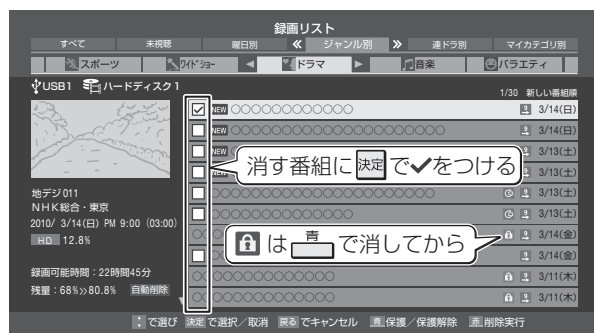 録画リスト
すべて 未視聴 曜日別 ≪ ジャンル別 ≫ 連ドラ別 マイカテゴリ別
スポーツ ワイドショー ◀ ドラマ ▶ 音楽 バラエティ
USB1 ハードディスク1
1/30 新しい番組順
NEW ○○○○○○○○○○○○ 3/14(日)
NEW ○○○○○○○○○○○○○○○○○○○○○ 3/14(日)
NEW 3/13(土)
NEW 3/13(土)
消す番組に 決定 で✔をつける
○○○○○○○○○○○○○○○○○○○○○ 3/13(土)
○○○○○○○○○○○○ 3/13(土)
3/14(金)
は 青 で消してから
3/14(金)
○○○○○○○○○○○○○ 3/11(木)
○○○○○○○○○○○○○ 3/11(木)
地デジ011
NHK総合・東京
2010/ 3/14(日) PM 9:00 (03:00)
HD 12.8%
録画可能時間：22時間45分
残量：68%≫80.8% 自動削除
で選び 決定 で選択／取消 戻る でキャンセル 青 保護／保護解除 赤 削除実行